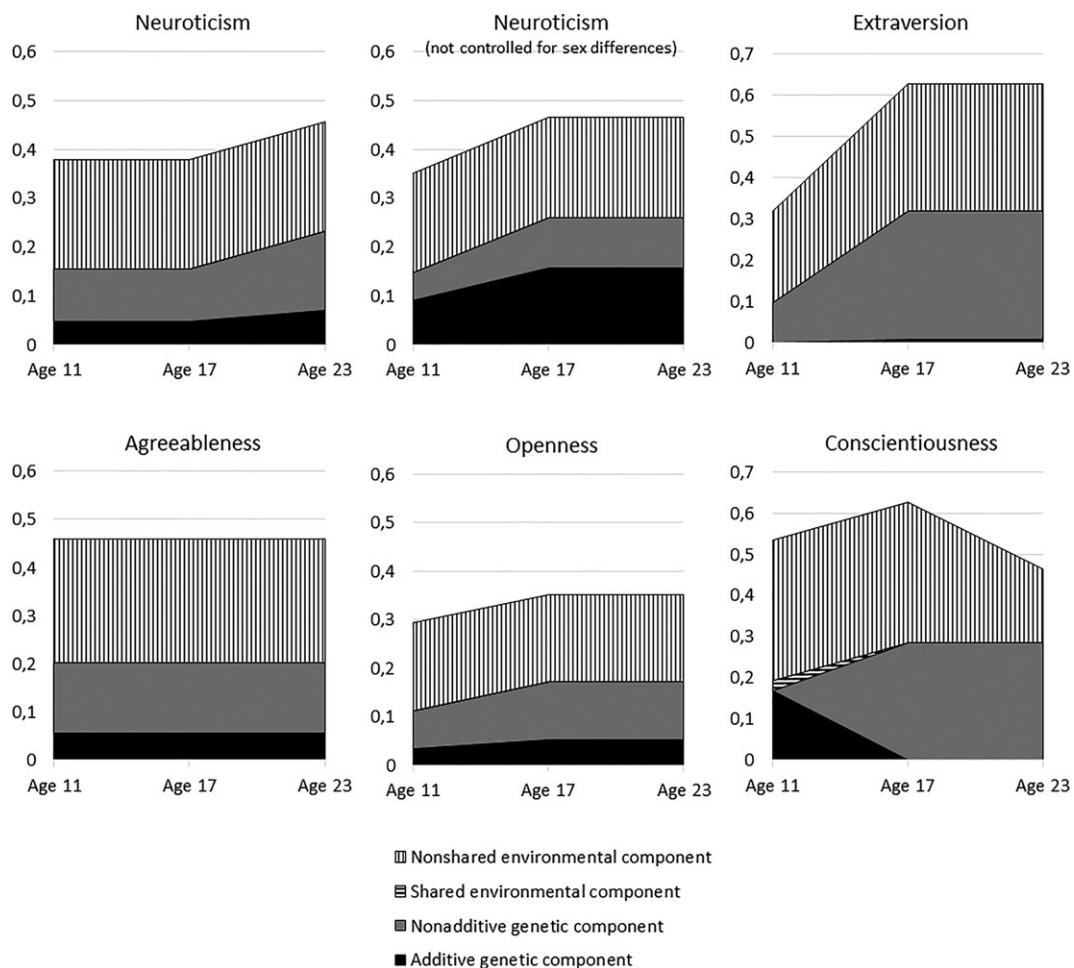 Neuroticism
0,6
0,5
0,4
0,3
0,2
0,1
0
Age 11 Age 17 Age 23
Neuroticism
(not controlled for sex differences)
0,6
0,5
0,4
0,3
0,2
0,1
0
Age 11 Age 17 Age 23
Extraversion
0,7
0,6
0,5
0,4
0,3
0,2
0,1
0
Age 11 Age 17 Age 23
Agreeableness
0,6
0,5
0,4
0,3
0,2
0,1
0
Age 11 Age 17 Age 23
Openness
0,6
0,5
0,4
0,3
0,2
0,1
0
Age 11 Age 17 Age 23
Conscientiousness
0,7
0,6
0,5
0,4
0,3
0,2
0,1
0
Age 11 Age 17 Age 23
Nonshared environmental component
Shared environmental component
Nonadditive genetic component
Additive genetic component